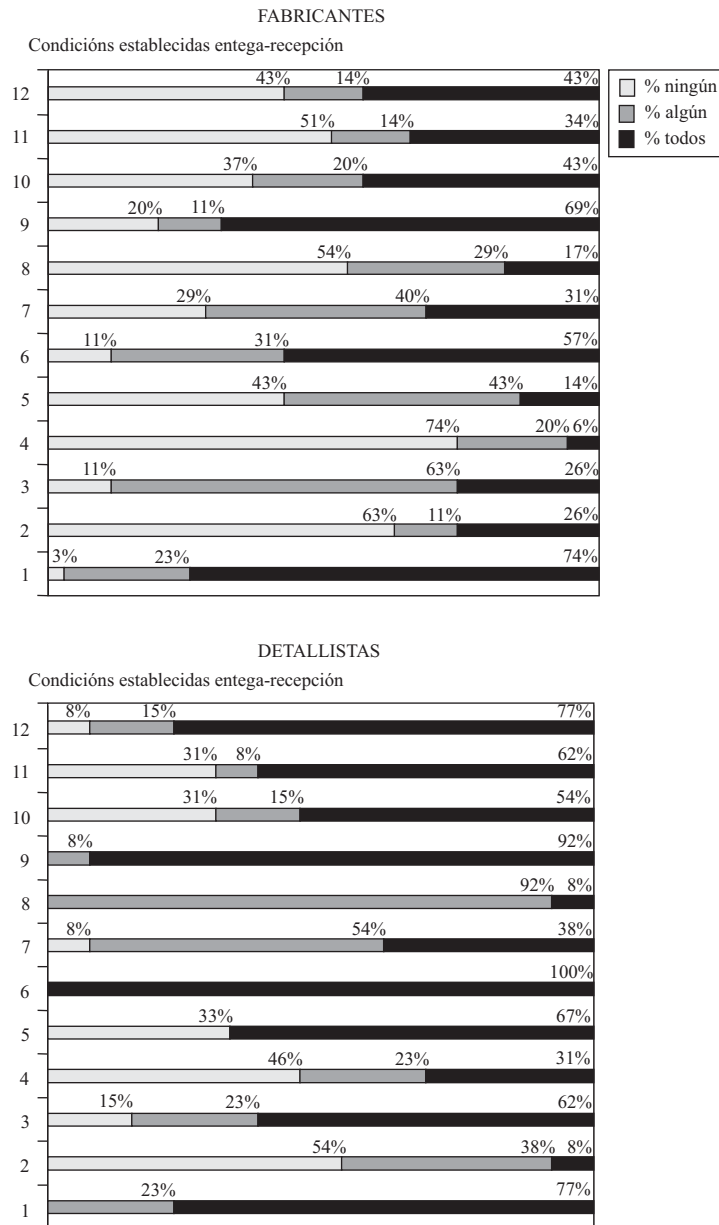 FABRICANTES
Condicións establecidas entega-recepción
% ningún
% algún
% todos
12 43% 14% 43%
11 51% 14% 34%
10 37% 20% 43%
9 20% 11% 69%
8 54% 29% 17%
7 29% 40% 31%
6 11% 31% 57%
5 43% 43% 14%
4 74% 20% 6%
3 11% 63% 26%
2 63% 11% 26%
1 3% 23% 74%
DETALLISTAS
Condicións establecidas entega-recepción
12 8% 15% 77%
11 31% 8% 62%
10 31% 15% 54%
9 8% 92%
8 92% 8%
7 8% 54% 38%
6 100%
5 33% 67%
4 46% 23% 31%
3 15% 23% 62%
2 54% 38% 8%
1 23% 77%